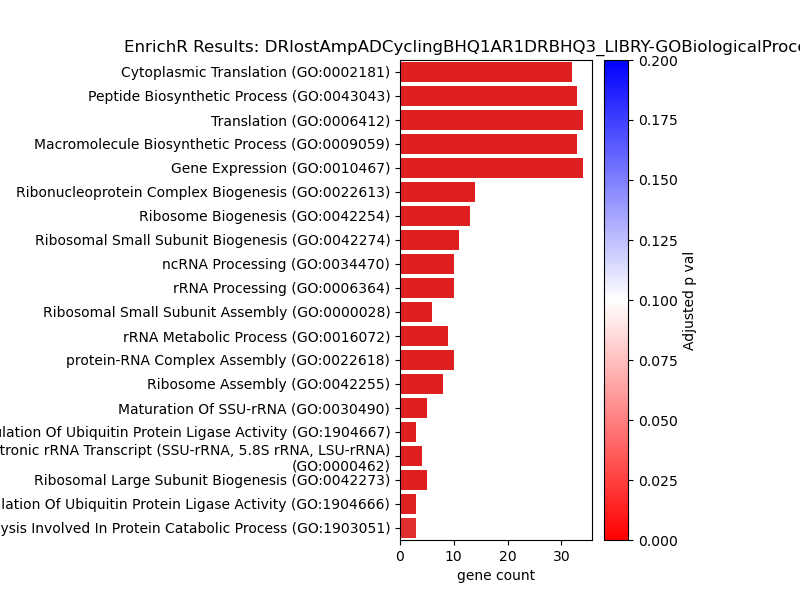 EnrichR Results: DRlostAmpADCyclingBHQ1AR1DRBHQ3_LIBRY-GOBiologicalProce
Cytoplasmic Translation (GO:0002181)
Peptide Biosynthetic Process (GO:0043043)
Translation (GO:0006412)
Macromolecule Biosynthetic Process (GO:0009059)
Gene Expression (GO:0010467)
Ribonucleoprotein Complex Biogenesis (GO:0022613)
Ribosome Biogenesis (GO:0042254)
Ribosomal Small Subunit Biogenesis (GO:0042274)
ncRNA Processing (GO:0034470)
rRNA Processing (GO:0006364)
Ribosomal Small Subunit Assembly (GO:0000028)
rRNA Metabolic Process (GO:0016072)
protein-RNA Complex Assembly (GO:0022618)
Ribosome Assembly (GO:0042255)
Maturation Of SSU-rRNA (GO:0030490)
lation Of Ubiquitin Protein Ligase Activity (GO:1904667)
tronic rRNA Transcript (SSU-rRNA, 5.8S rRNA, LSU-rRNA)
(GO:0000462)
Ribosomal Large Subunit Biogenesis (GO:0042273)
lation Of Ubiquitin Protein Ligase Activity (GO:1904666)
ysis Involved In Protein Catabolic Process (GO:1903051)
0 10 20 30
gene count
0.200
0.175
0.150
0.125
0.100
0.075
0.050
0.025
0.000
Adjusted p val